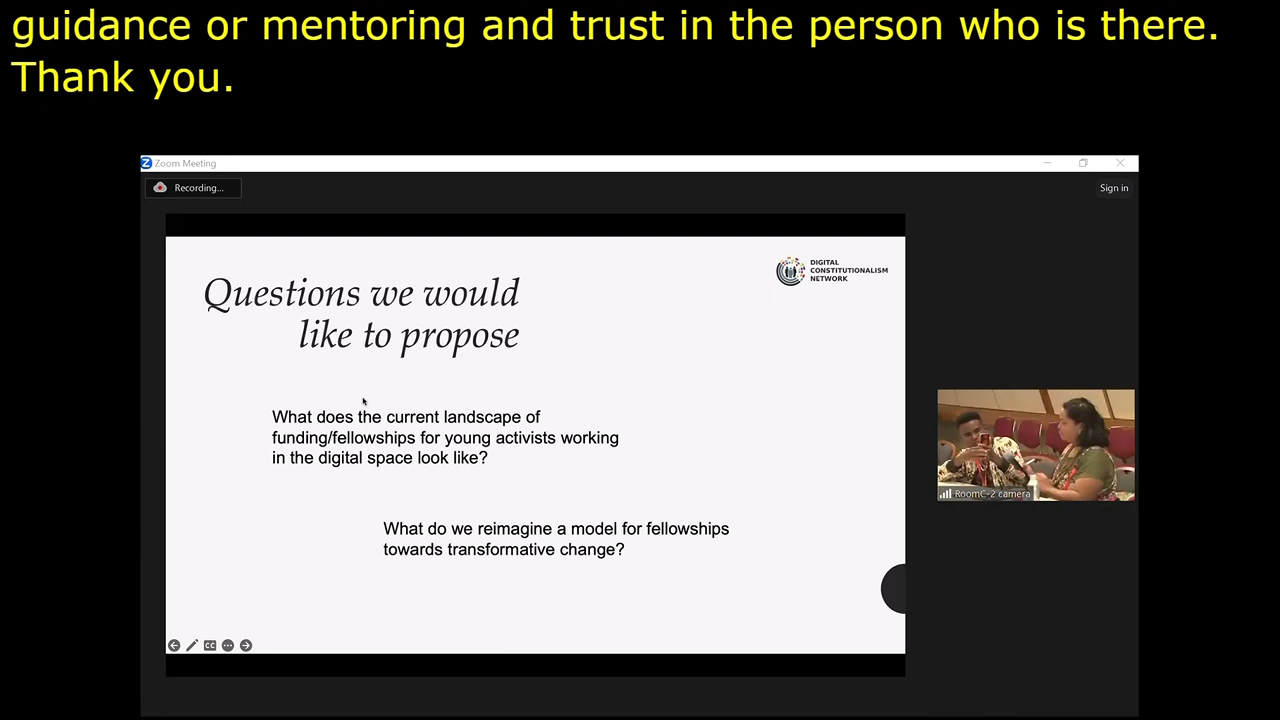 guidance or mentoring and trust in the person who is there.
Thank you.
Zoom Meeting
Recording...
Sign in
DIGITAL
CONSTITUTIONALISM
NETWORK
Questions we would
like to propose
What does the current landscape of
funding/fellowships for young activists working
in the digital space look like?
RoomC-2 camera
What do we reimagine a model for fellowships
towards transformative change?
CC